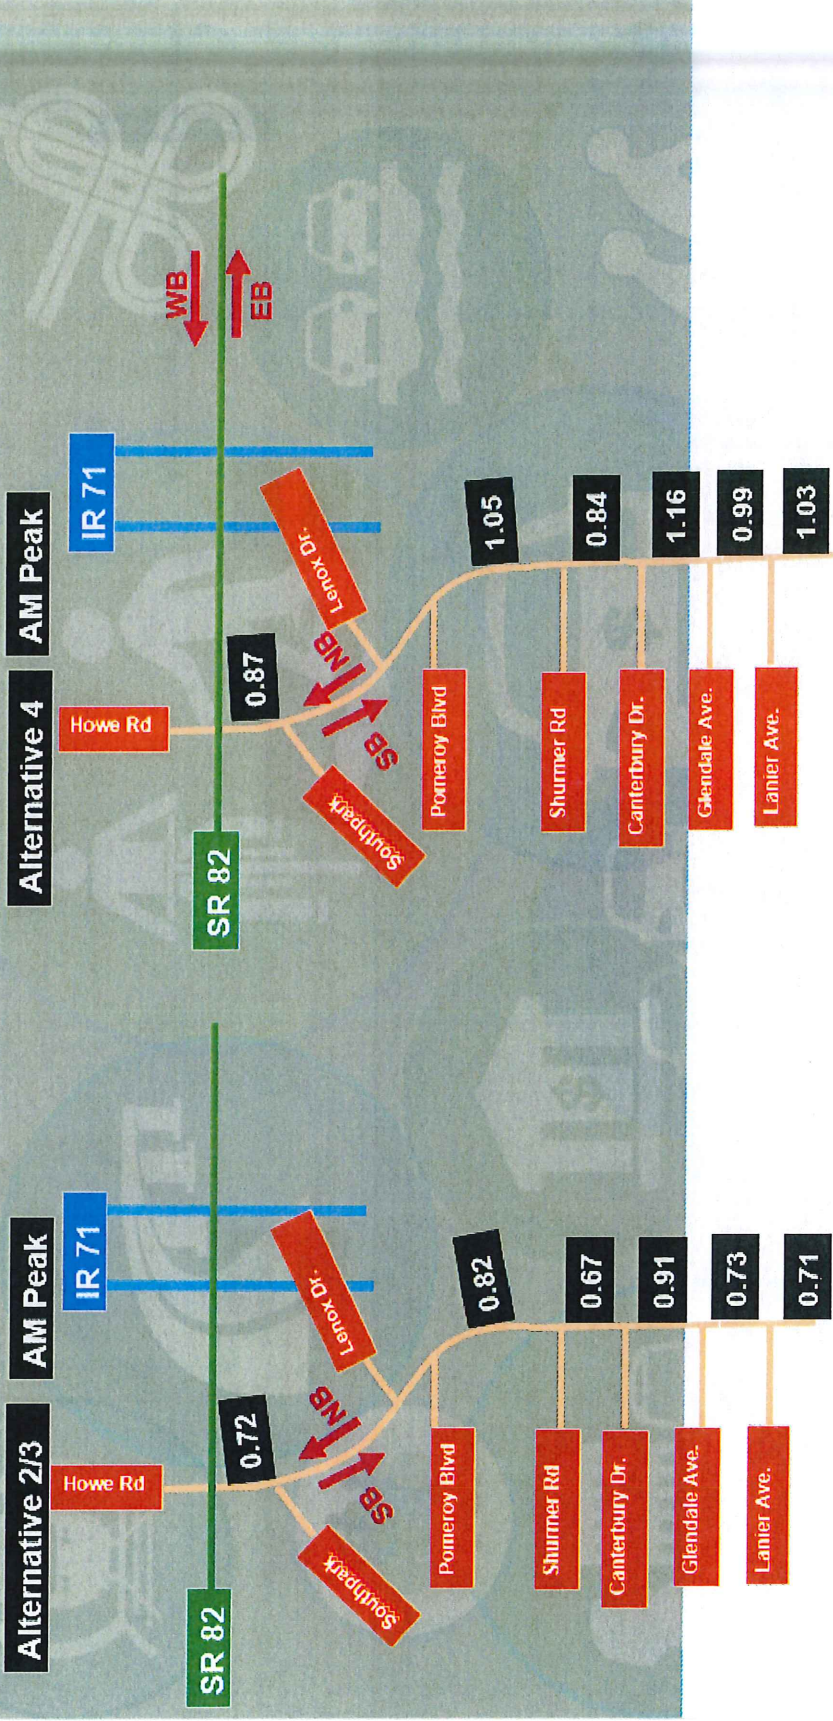 Alternative 2/3
AM Peak
Howe Rd
IR 71
SR 82
0.72
Lenox Dr.
NB
SB
Southpark
Pomeroy Blvd
0.82
Shurmer Rd
0.67
Canterbury Dr.
0.91
Glendale Ave.
0.73
Lanier Ave.
0.71
Alternative 4
AM Peak
Howe Rd
IR 71
WB
EB
SR 82
0.87
Lenox Dr.
NB
SB
Southpark
Pomeroy Blvd
1.05
Shurmer Rd
0.84
Canterbury Dr.
1.16
Glendale Ave.
0.99
Lanier Ave.
1.03